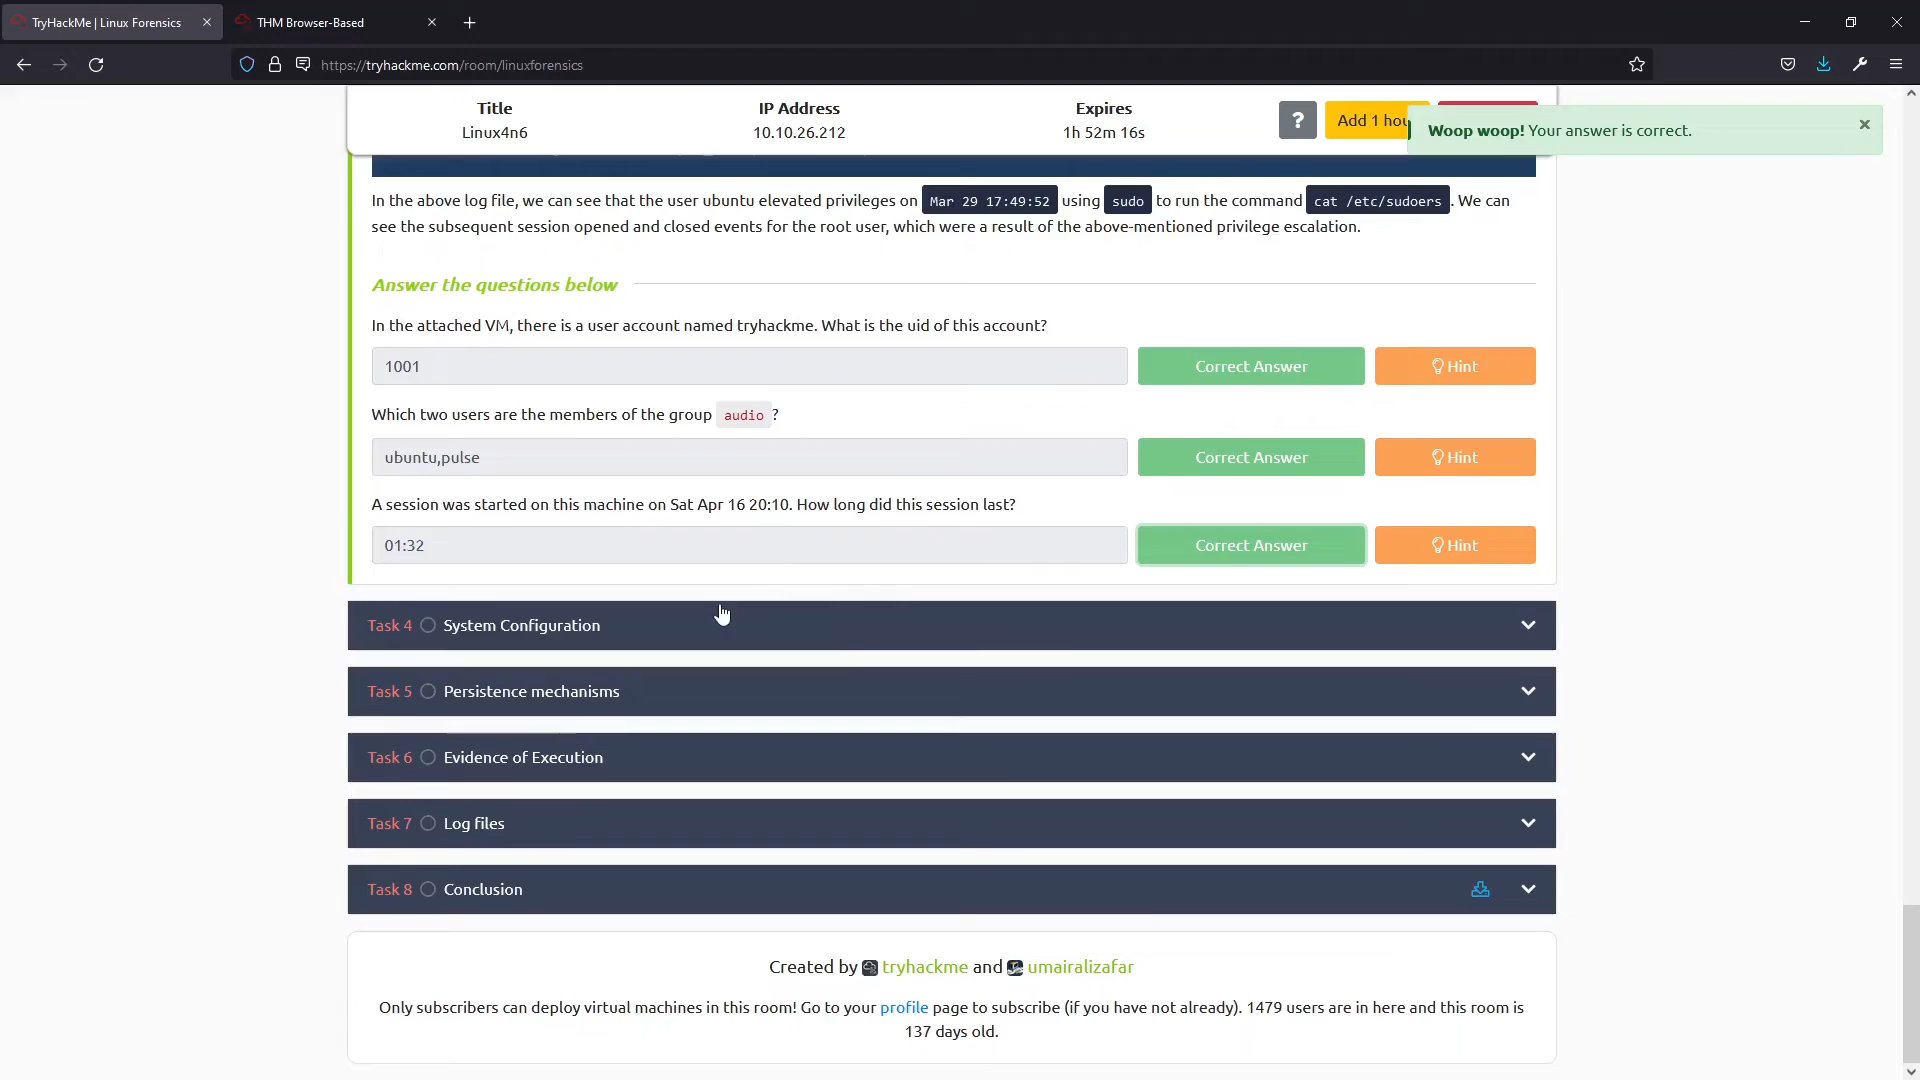 TryHackMe | Linux Forensics
THM Browser-Based
https://tryhackme.com/room/linuxforensics
Title
Linux4n6
IP Address
10.10.26.212
Expires
1h 52m 16s
?
Add 1 hou
Woop woop! Your answer is correct.
In the above log file, we can see that the user ubuntu elevated privileges on Mar 29 17:49:52 using sudo to run the command cat /etc/sudoers. We can
see the subsequent session opened and closed events for the root user, which were a result of the above-mentioned privilege escalation.
Answer the questions below
In the attached VM, there is a user account named tryhackme. What is the uid of this account?
1001 Correct Answer Hint
Which two users are the members of the group audio?
ubuntu,pulse Correct Answer Hint
A session was started on this machine on Sat Apr 16 20:10. How long did this session last?
01:32 Correct Answer Hint
Task 4 System Configuration
Task 5 Persistence mechanisms
Task 6 Evidence of Execution
Task 7 Log files
Task 8 Conclusion
Created by tryhackme and umairalizafar
Only subscribers can deploy virtual machines in this room! Go to your profile page to subscribe (if you have not already). 1479 users are in here and this room is
137 days old.